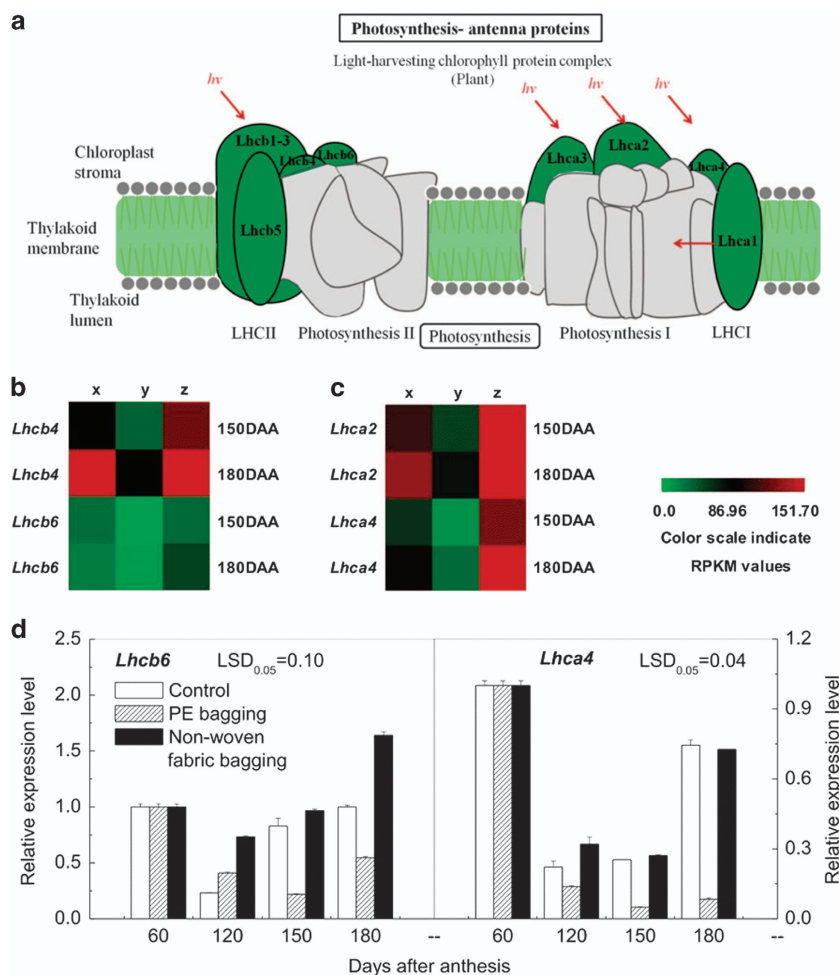 a
Photosynthesis- antenna proteins
Light-harvesting chlorophyll protein complex
(Plant)
hv
hv
hv
hv
Lhcb1-3
Lhcb4
Lhcb6
Lhcb5
Lhca3
Lhca2
Lhca4
Lhca1
Chloroplast
stroma
Thylakoid
membrane
Thylakoid
lumen
LHCII
Photosynthesis II
Photosynthesis
Photosynthesis I
LHCI
b
x y z
Lhcb4 150DAA
Lhcb4 180DAA
Lhcb6 150DAA
Lhcb6 180DAA
c
x y z
Lhca2 150DAA
Lhca2 180DAA
Lhca4 150DAA
Lhca4 180DAA
0.0 86.96 151.70
Color scale indicate
RPKM values
d
Relative expression level
2.5
2.0
1.5
1.0
0.5
0.0
Lhcb6 LSD0.05=0.10
Control
PE bagging
Non-woven
fabric bagging
Lhca4 LSD0.05=0.04
1.2
0.9
0.6
0.3
0.0
Relative expression level
60 120 150 180 -- 60 120 150 180 --
Days after anthesis